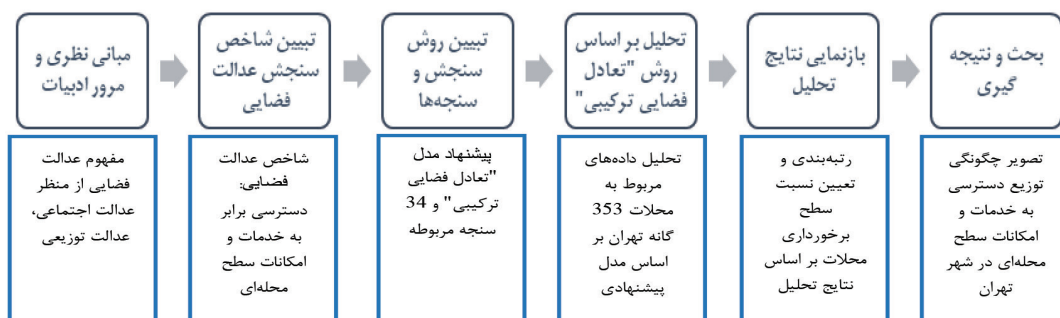 مبانی نظری و
مرور ادبیات
تبیین شاخص
سنجش عدالت
فضایی
تبیین روش
سنجش و
سنجه‌ها
تحلیل بر اساس
روش "تعادل
فضایی ترکیبی"
بازنمایی نتایج
تحلیل
بحث و نتیجه
گیری
مفهوم عدالت
فضایی از منظر
عدالت اجتماعی،
عدالت توزیعی
شاخص عدالت
فضایی:
دسترسی برابر
به خدمات و
امکانات سطح
محله‌ای
پیشنهاد مدل
"تعادل فضایی
ترکیبی" و 34
سنجه مربوطه
تحلیل داده‌های
مربوط به
محلات 353
گانه تهران بر
اساس مدل
پیشنهادی
رتبه‌بندی و
تعیین نسبت
سطح
برخورداری
محلات بر اساس
نتایج تحلیل
تصویر چگونگی
توزیع دسترسی
به خدمات و
امکانات سطح
محله‌ای در شهر
تهران